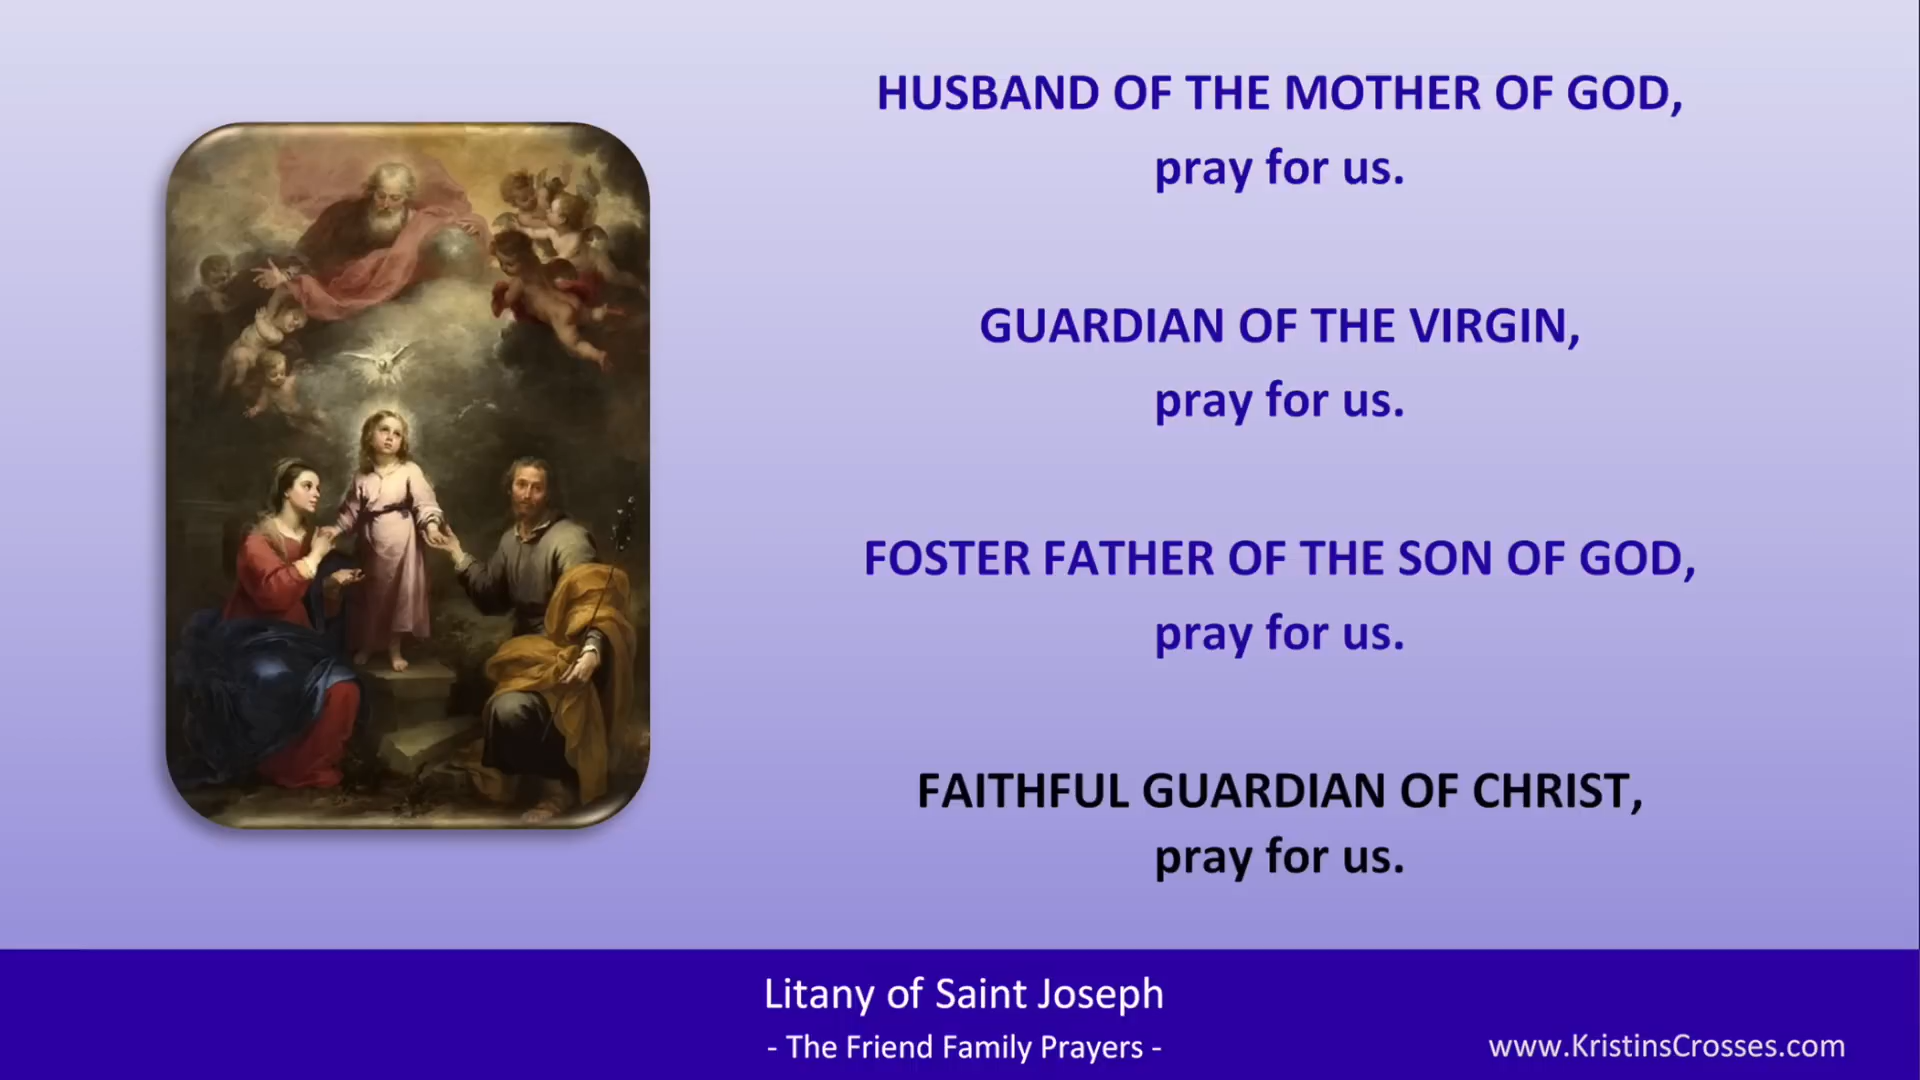 HUSBAND OF THE MOTHER OF GOD,
pray for us.
GUARDIAN OF THE VIRGIN,
pray for us.
FOSTER FATHER OF THE SON OF GOD,
pray for us.
FAITHFUL GUARDIAN OF CHRIST,
pray for us.
Litany of Saint Joseph
- The Friend Family Prayers -
www.KristinsCrosses.com